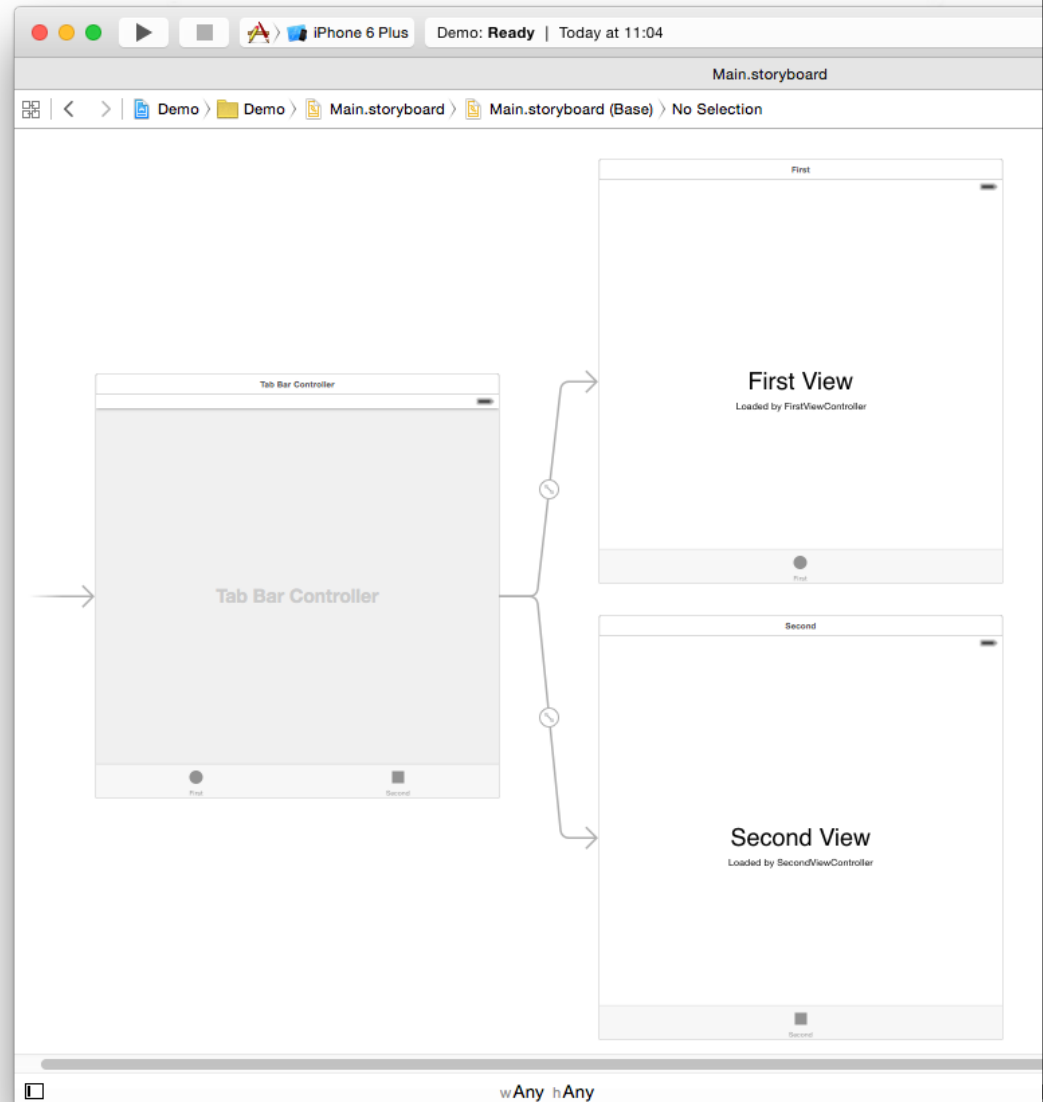 iPhone 6 Plus
Demo: Ready | Today at 11:04
Main.storyboard
Demo 〉 Demo 〉 Main.storyboard 〉 Main.storyboard (Base) 〉 No Selection
First
First View
Loaded by FirstViewController
First
Tab Bar Controller
Tab Bar Controller
First
Second
Second
Second View
Loaded by SecondViewController
Second
wAny hAny